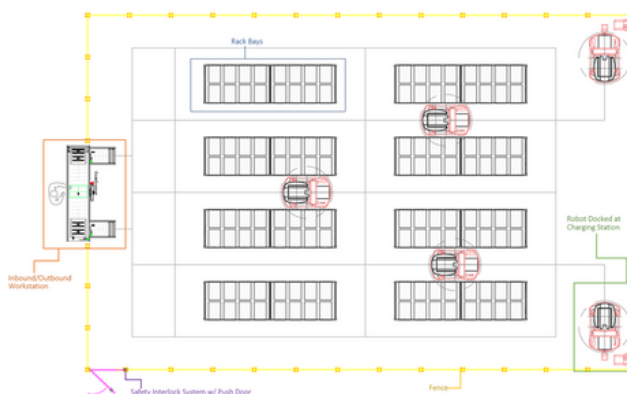 Rack Bays
Robot Docked at
Charging Station
Inbound/Outbound
Workstation
Safety Interlock System w/ Push Door
Fence